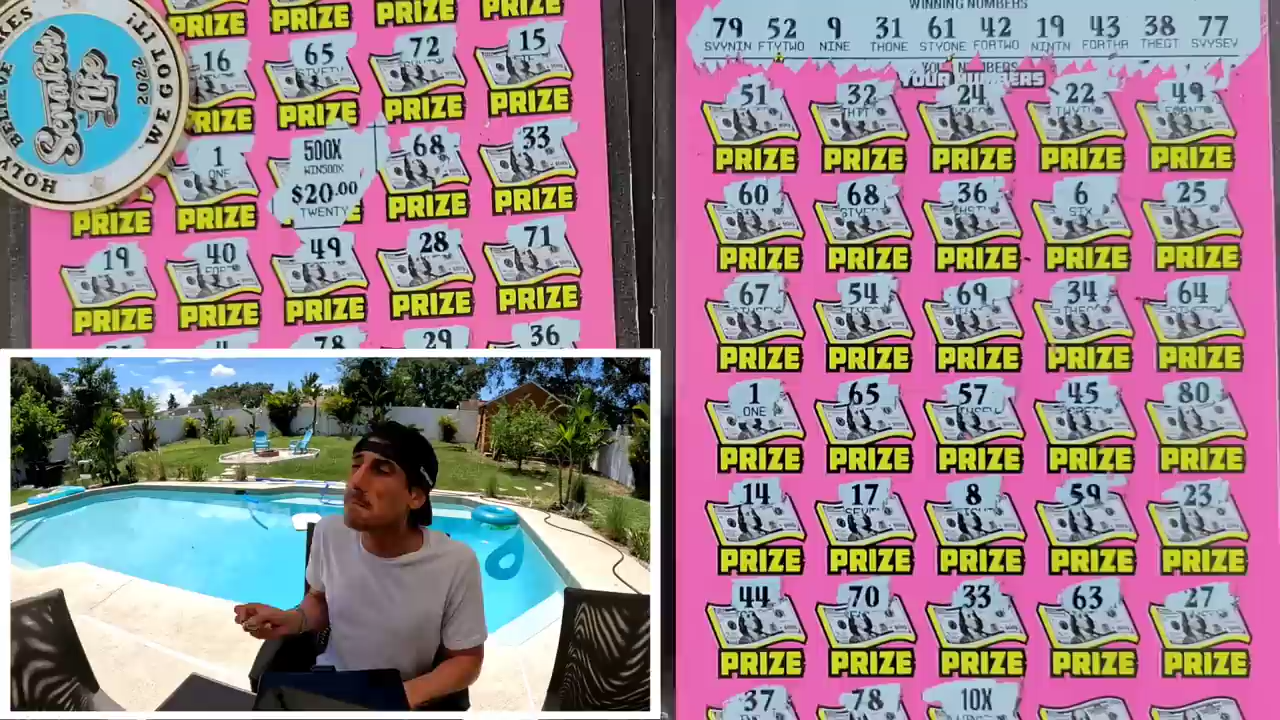 PRIZE PRIZE PRIZE PRIZE
HOLY BELIEVE
WE GOT IT! 2022
Scratch Life
16 65 72 15
PRIZE PRIZE PRIZE PRIZE
1 500X 68 33
ONE WIN500X
$20.00
TWENTY
PRIZE PRIZE PRIZE PRIZE
19 40 49 28 71
PRIZE PRIZE PRIZE PRIZE PRIZE
4 78 29 36
WINNING NUMBERS
79 52 9 31 61 42 19 43 38 77
SVYNIN FTYTWO NINE THONE STYONE FORTWO NINTN FORTHR THEGT SVYSEV
YOUR NUMBERS
YOUR NUMBERS
51 32 24 22 49
PRIZE PRIZE PRIZE PRIZE PRIZE
60 68 36 6 25
SIX
PRIZE PRIZE PRIZE PRIZE PRIZE
67 54 69 34 64
PRIZE PRIZE PRIZE PRIZE PRIZE
1 65 57 45 80
ONE
PRIZE PRIZE PRIZE PRIZE PRIZE
14 17 8 59 23
PRIZE PRIZE PRIZE PRIZE PRIZE
44 70 33 63 27
PRIZE PRIZE PRIZE PRIZE PRIZE
37 78 10X